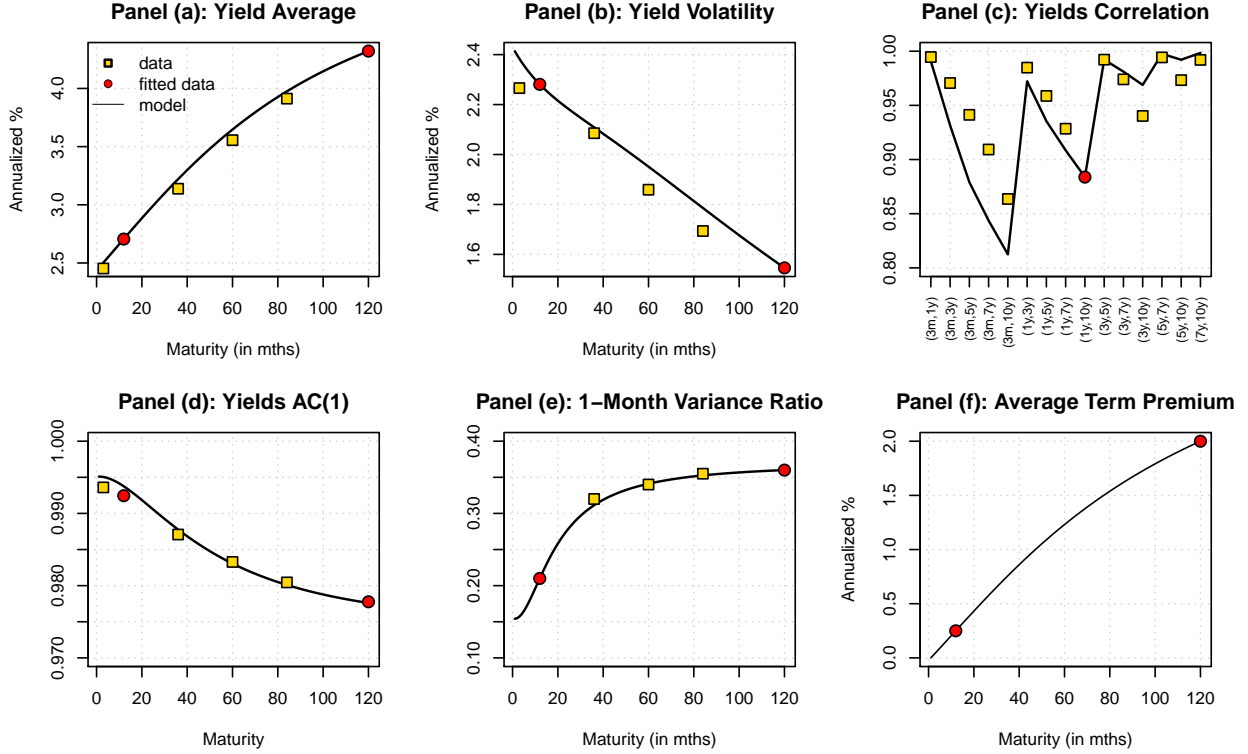 Panel (a): Yield Average
Annualized %
2.5 3.0 3.5 4.0
data
fitted data
model
0 20 40 60 80 100 120
Maturity (in mths)
Panel (b): Yield Volatility
Annualized %
1.6 1.8 2.0 2.2 2.4
0 20 40 60 80 100 120
Maturity (in mths)
Panel (c): Yields Correlation
0.80 0.85 0.90 0.95 1.00
(3m,1y)
(3m,3y)
(3m,5y)
(3m,7y)
(3m,10y)
(1y,3y)
(1y,5y)
(1y,7y)
(1y,10y)
(3y,5y)
(3y,7y)
(3y,10y)
(5y,7y)
(5y,10y)
(7y,10y)
Panel (d): Yields AC(1)
0.970 0.980 0.990 1.000
0 20 40 60 80 100 120
Maturity
Panel (e): 1−Month Variance Ratio
0.10 0.20 0.30 0.40
0 20 40 60 80 100 120
Maturity (in mths)
Panel (f): Average Term Premium
Annualized %
0.0 0.5 1.0 1.5 2.0
0 20 40 60 80 100 120
Maturity (in mths)